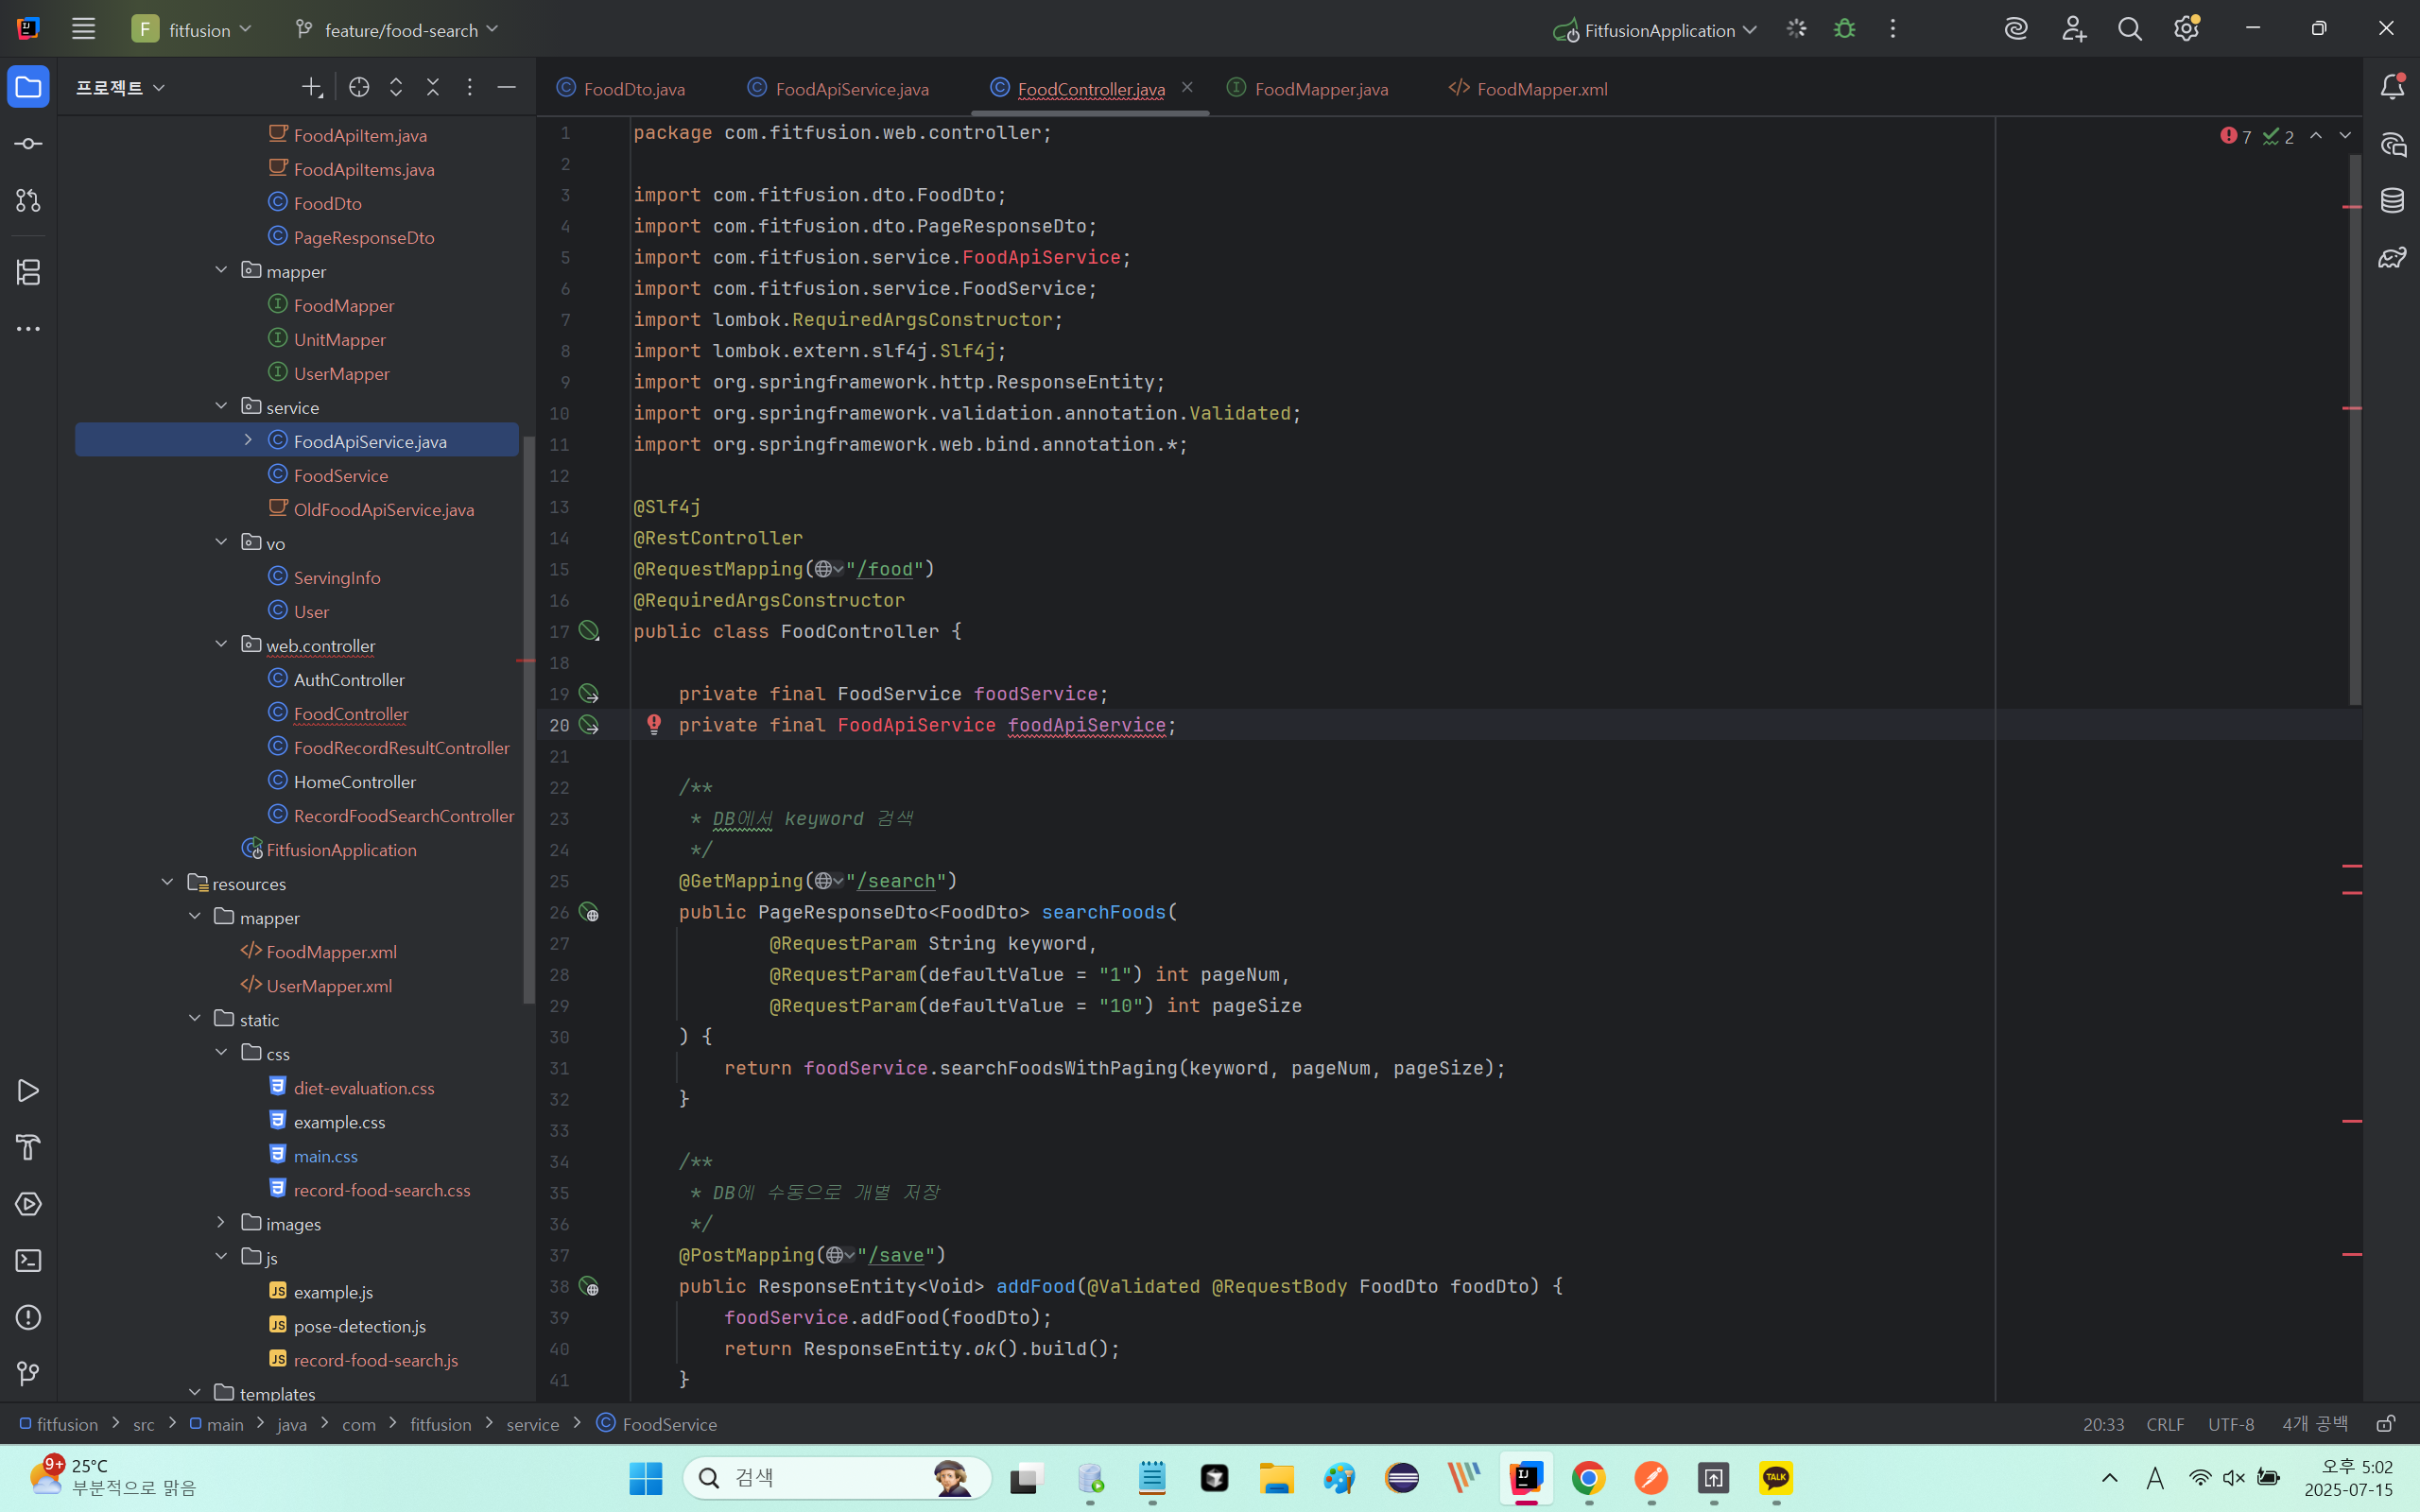 F fitfusion feature/food-search FitfusionApplication
프로젝트
FoodApiItem.java
FoodApiItems.java
FoodDto
PageResponseDto
mapper
FoodMapper
UnitMapper
UserMapper
service
FoodApiService.java
FoodService
OldFoodApiService.java
vo
ServingInfo
User
web.controller
AuthController
FoodController
FoodRecordResultController
HomeController
RecordFoodSearchController
FitfusionApplication
resources
mapper
FoodMapper.xml
UserMapper.xml
static
css
diet-evaluation.css
example.css
main.css
record-food-search.css
images
js
example.js
pose-detection.js
record-food-search.js
templates
FoodDto.java FoodApiService.java FoodController.java FoodMapper.java FoodMapper.xml
7 2
1 package com.fitfusion.web.controller;
2
3 import com.fitfusion.dto.FoodDto;
4 import com.fitfusion.dto.PageResponseDto;
5 import com.fitfusion.service.FoodApiService;
6 import com.fitfusion.service.FoodService;
7 import lombok.RequiredArgsConstructor;
8 import lombok.extern.slf4j.Slf4j;
9 import org.springframework.http.ResponseEntity;
10 import org.springframework.validation.annotation.Validated;
11 import org.springframework.web.bind.annotation.*;
12
13 @Slf4j
14 @RestController
15 @RequestMapping("/food")
16 @RequiredArgsConstructor
17 public class FoodController {
18
19 private final FoodService foodService;
20 private final FoodApiService foodApiService;
21
22 /**
23 * DB에서 keyword 검색
24 */
25 @GetMapping("/search")
26 public PageResponseDto<FoodDto> searchFoods(
27 @RequestParam String keyword,
28 @RequestParam(defaultValue = "1") int pageNum,
29 @RequestParam(defaultValue = "10") int pageSize
30 ) {
31 return foodService.searchFoodsWithPaging(keyword, pageNum, pageSize);
32 }
33
34 /**
35 * DB에 수동으로 개별 저장
36 */
37 @PostMapping("/save")
38 public ResponseEntity<Void> addFood(@Validated @RequestBody FoodDto foodDto) {
39 foodService.addFood(foodDto);
40 return ResponseEntity.ok().build();
41 }
fitfusion > src > main > java > com > fitfusion > service > FoodService
20:33 CRLF UTF-8 4개 공백
9+ 25°C
부분적으로 맑음
검색
TALK
A
오후 5:02
2025-07-15